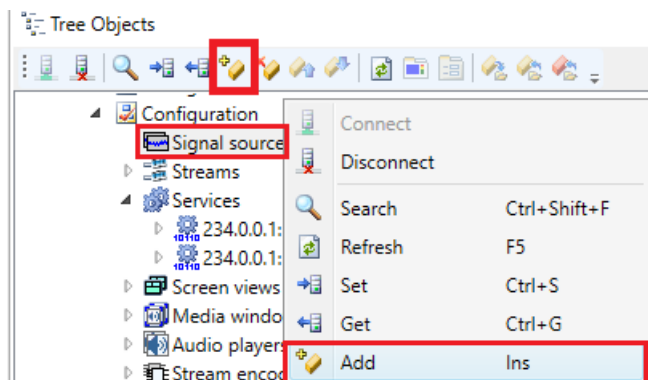 Tree Objects
Configuration
Signal source
Streams
Services
234.0.0.1:
234.0.0.1:
Screen views
Media windo
Audio players
Stream encod
Connect
Disconnect
Search Ctrl+Shift+F
Refresh F5
Set Ctrl+S
Get Ctrl+G
Add Ins